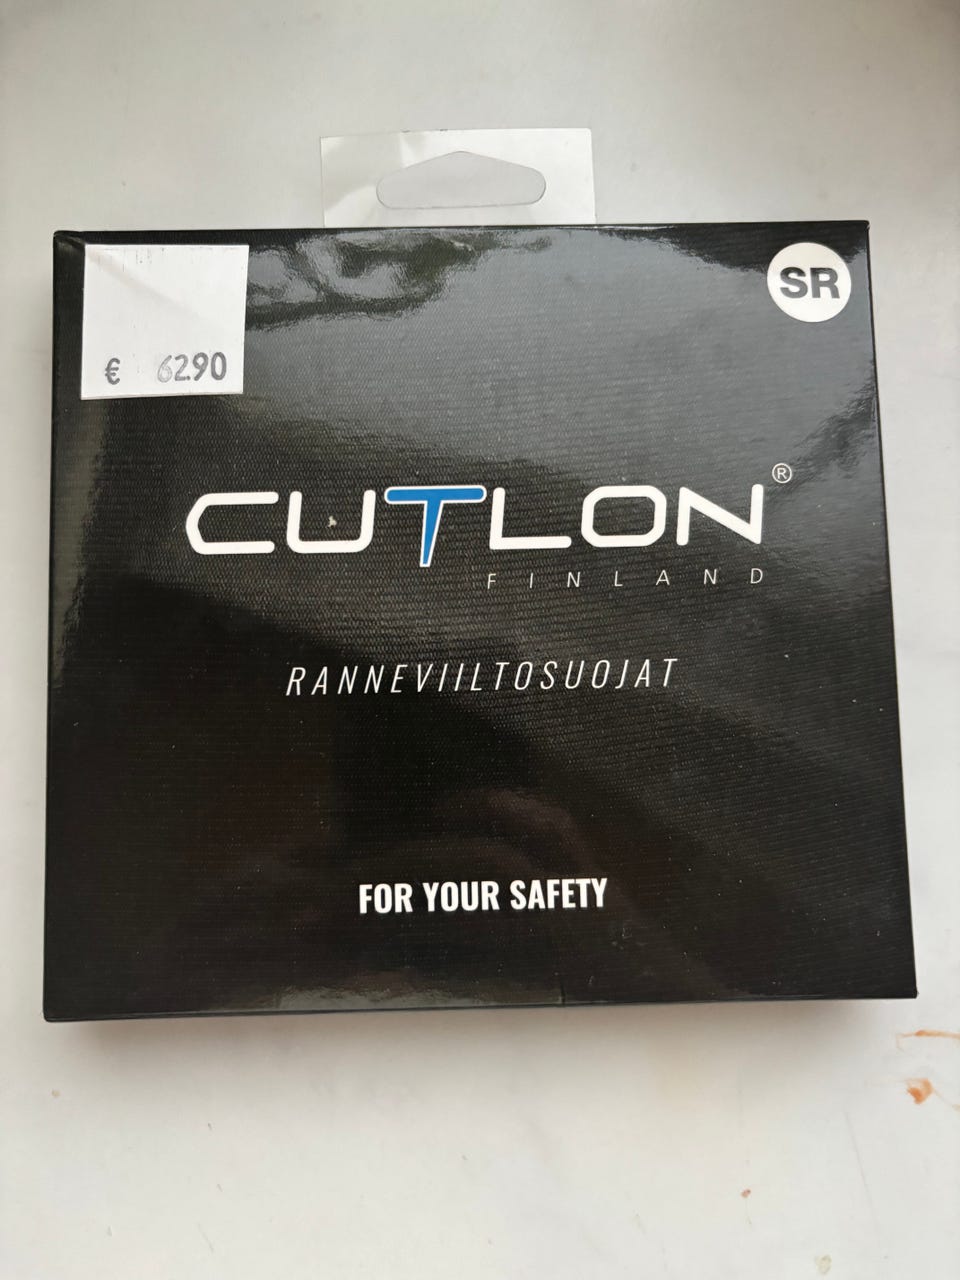 SR
€ 6290
CUTLON®
FINLAND
RANNEVIILTOSUOJAT
FOR YOUR SAFETY